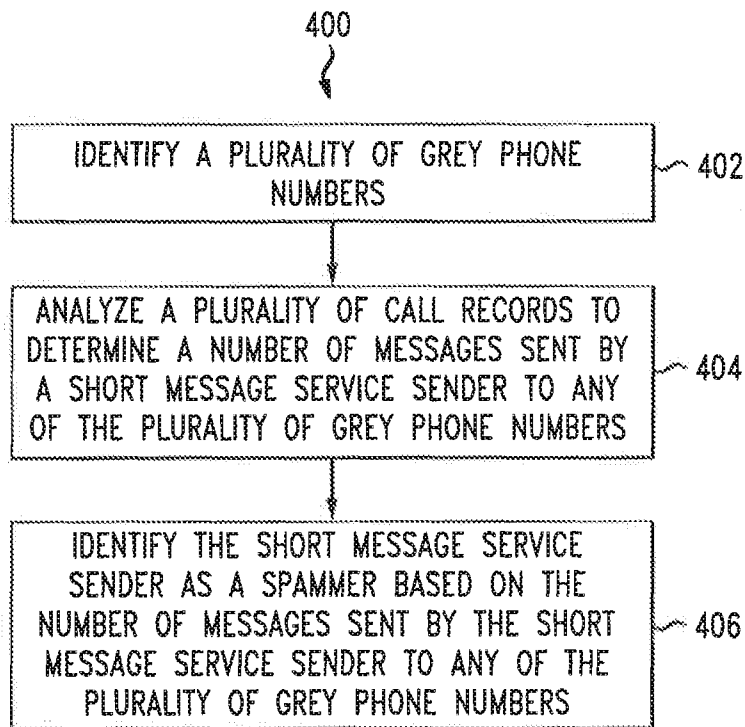 400
IDENTIFY A PLURALITY OF GREY PHONE
NUMBERS
402
ANALYZE A PLURALITY OF CALL RECORDS TO
DETERMINE A NUMBER OF MESSAGES SENT BY
A SHORT MESSAGE SERVICE SENDER TO ANY
OF THE PLURALITY OF GREY PHONE NUMBERS
404
IDENTIFY THE SHORT MESSAGE SERVICE
SENDER AS A SPAMMER BASED ON THE
NUMBER OF MESSAGES SENT BY THE SHORT
MESSAGE SERVICE SENDER TO ANY OF THE
PLURALITY OF GREY PHONE NUMBERS
406